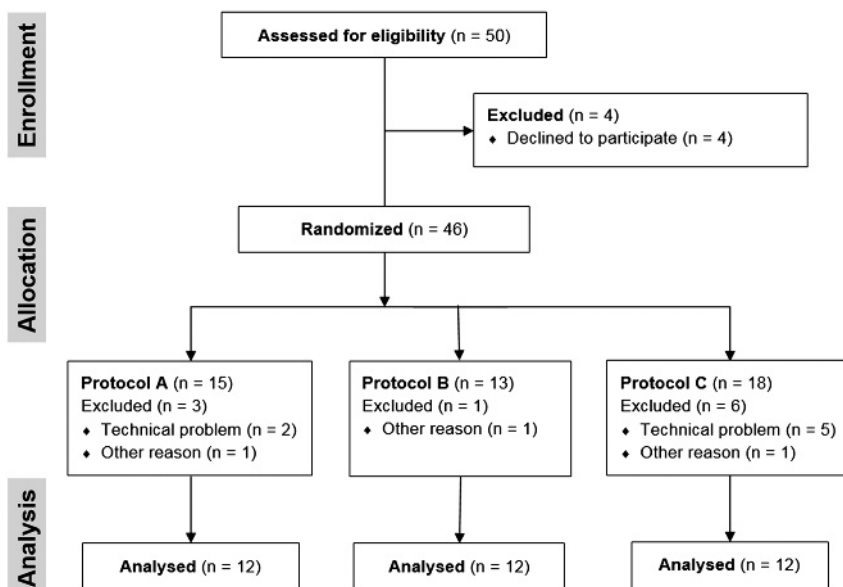 Enrollment
Assessed for eligibility (n = 50)
Excluded (n = 4)
♦ Declined to participate (n = 4)
Allocation
Randomized (n = 46)
Protocol A (n = 15)
Excluded (n = 3)
♦ Technical problem (n = 2)
♦ Other reason (n = 1)
Protocol B (n = 13)
Excluded (n = 1)
♦ Other reason (n = 1)
Protocol C (n = 18)
Excluded (n = 6)
♦ Technical problem (n = 5)
♦ Other reason (n = 1)
Analysis
Analysed (n = 12)
Analysed (n = 12)
Analysed (n = 12)